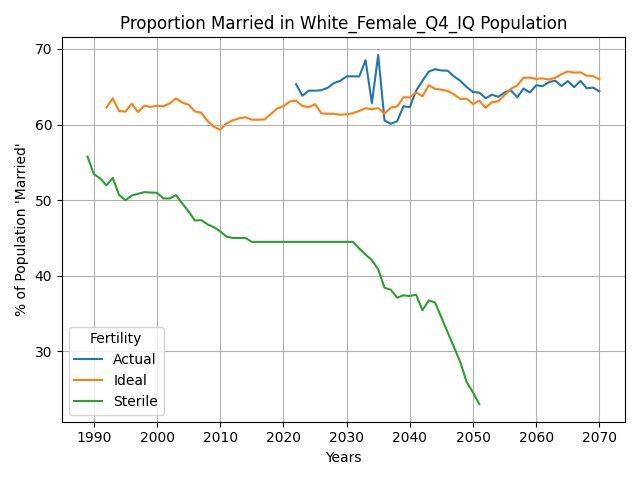 Proportion Married in White_Female_Q4_IQ Population
% of Population 'Married'
70
60
50
40
30
Fertility
Actual
Ideal
Sterile
1990 2000 2010 2020 2030 2040 2050 2060 2070
Years